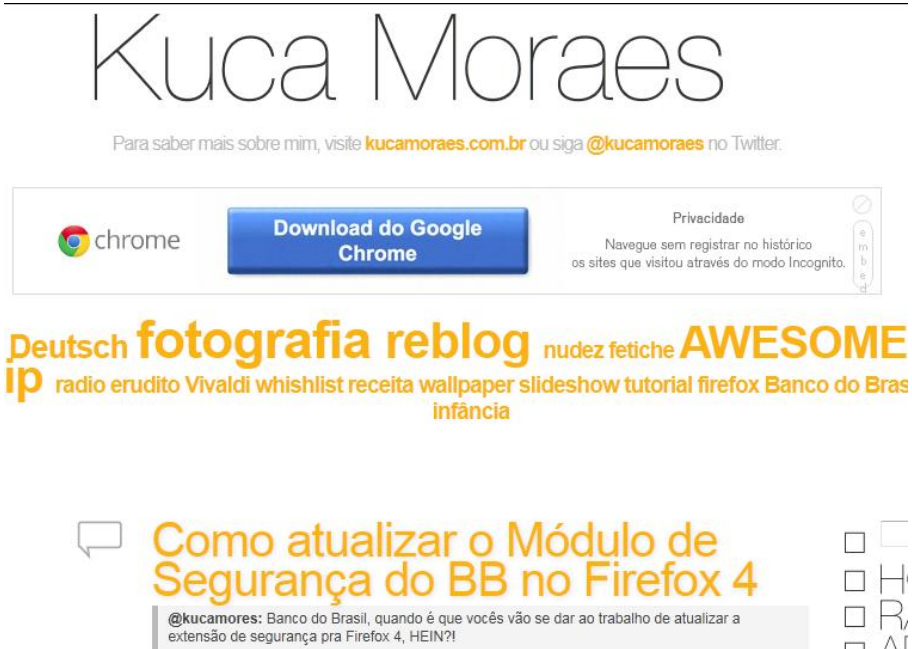 Kuca Moraes
Para saber mais sobre mim, visite kucamoraes.com.br ou siga @kucamoraes no Twitter.
chrome
Download do Google
Chrome
Privacidade
Navegue sem registrar no histórico
os sites que visitou através do modo Incognito.
embed
Deutsch fotografia reblog nudez fetiche AWESOME
ip radio erudito Vivaldi whishlist receita wallpaper slideshow tutorial firefox Banco do Bras
infância
Como atualizar o Módulo de
Segurança do BB no Firefox 4
@kucamores: Banco do Brasil, quando é que vocês vão se dar ao trabalho de atualizar a
extensão de segurança pra Firefox 4, HEIN?!